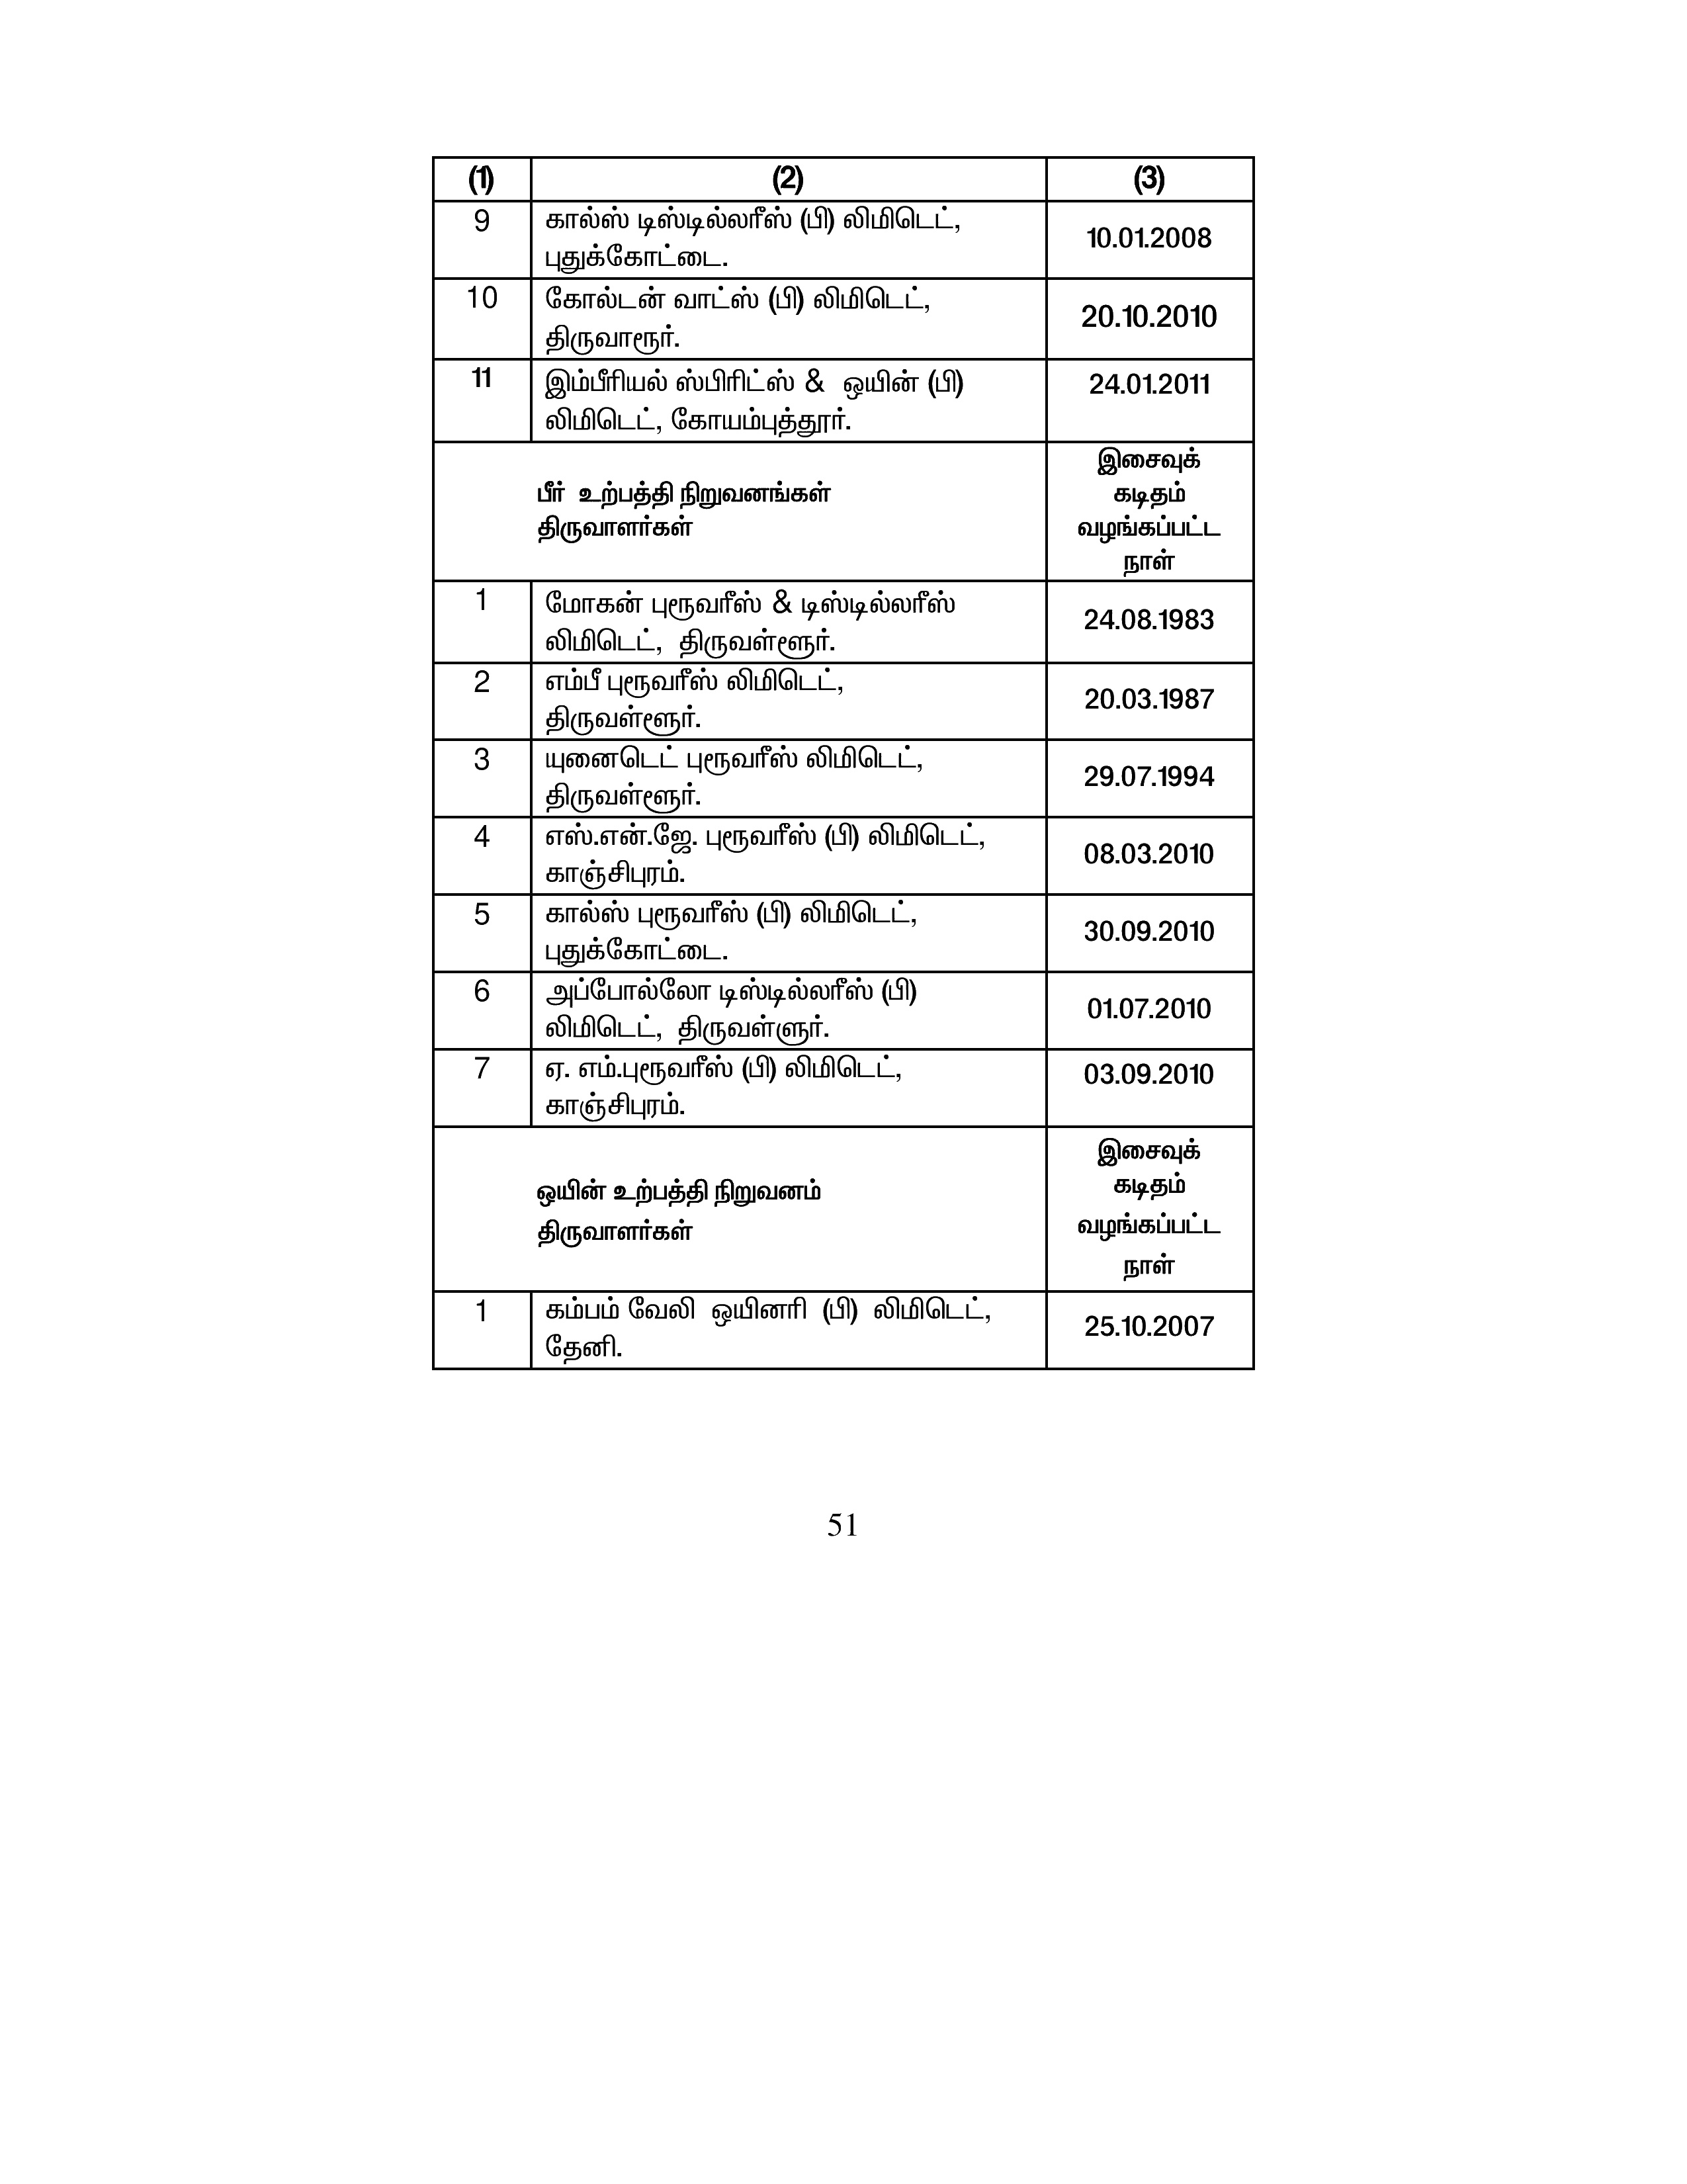 (1) (2) (3)
9 கால்ஸ் டிஸ்டில்லரீஸ் (பி) லிமிடெட்,
புதுக்கோட்டை. 10.01.2008
10 கோல்டன் வாட்ஸ் (பி) லிமிடெட்,
திருவாரூர். 20.10.2010
11 இம்பீரியல் ஸ்பிரிட்ஸ் & ஒயின் (பி) 24.01.2011
லிமிடெட், கோயம்புத்தூர்.
பீர் உற்பத்தி நிறுவனங்கள்
திருவாளர்கள்
இசைவுக்
கடிதம்
வழங்கப்பட்ட
நாள்
1 மோகன் புரூவரீஸ் & டிஸ்டில்லரீஸ்
லிமிடெட், திருவள்ளூர். 24.08.1983
2 எம்பீ புரூவரீஸ் லிமிடெட்,
திருவள்ளூர். 20.03.1987
3 யுனைடெட் புரூவரீஸ் லிமிடெட்,
திருவள்ளூர். 29.07.1994
4 எஸ்.என்.ஜே. புரூவரீஸ் (பி) லிமிடெட்,
காஞ்சிபுரம். 08.03.2010
5 கால்ஸ் புரூவரீஸ் (பி) லிமிடெட்,
புதுக்கோட்டை. 30.09.2010
6 அப்போல்லோ டிஸ்டில்லரீஸ் (பி)
லிமிடெட், திருவள்ளுர். 01.07.2010
7 ஏ. எம்.புரூவரீஸ் (பி) லிமிடெட், 03.09.2010
காஞ்சிபுரம்.
ஒயின் உற்பத்தி நிறுவனம்
திருவாளர்கள்
இசைவுக்
கடிதம்
வழங்கப்பட்ட
நாள்
1 கம்பம் வேலி ஒயினரி (பி) லிமிடெட்,
தேனி. 25.10.2007
51